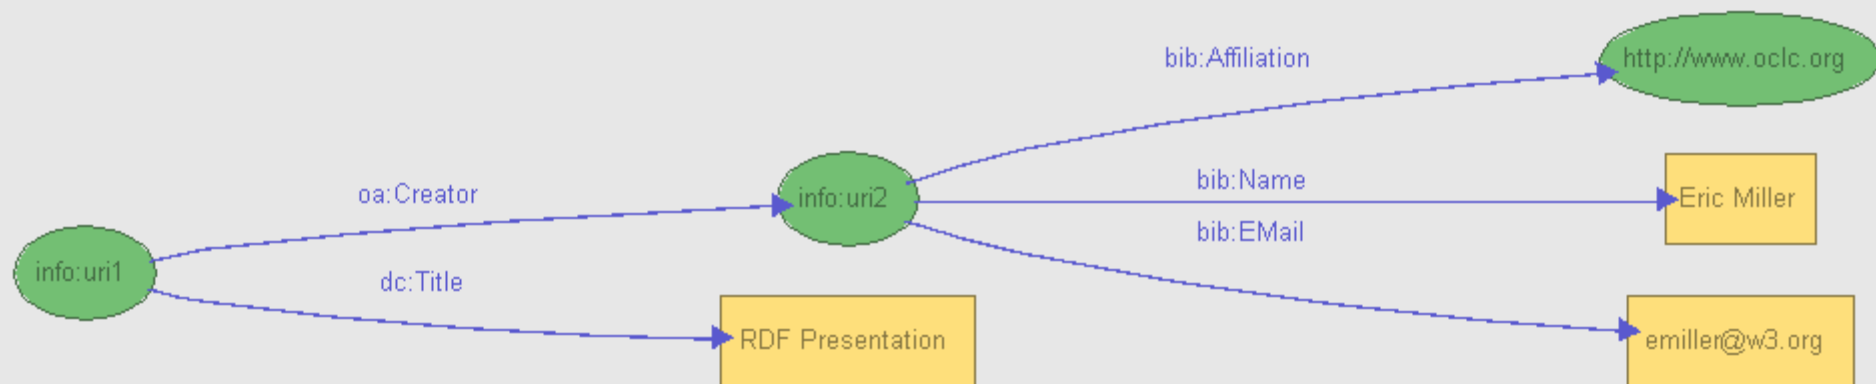 bib:Affiliation
http://www.oclc.org
oa:Creator
info:uri2
bib:Name
Eric Miller
bib:EMail
info:uri1
dc:Title
RDF Presentation
emiller@w3.org